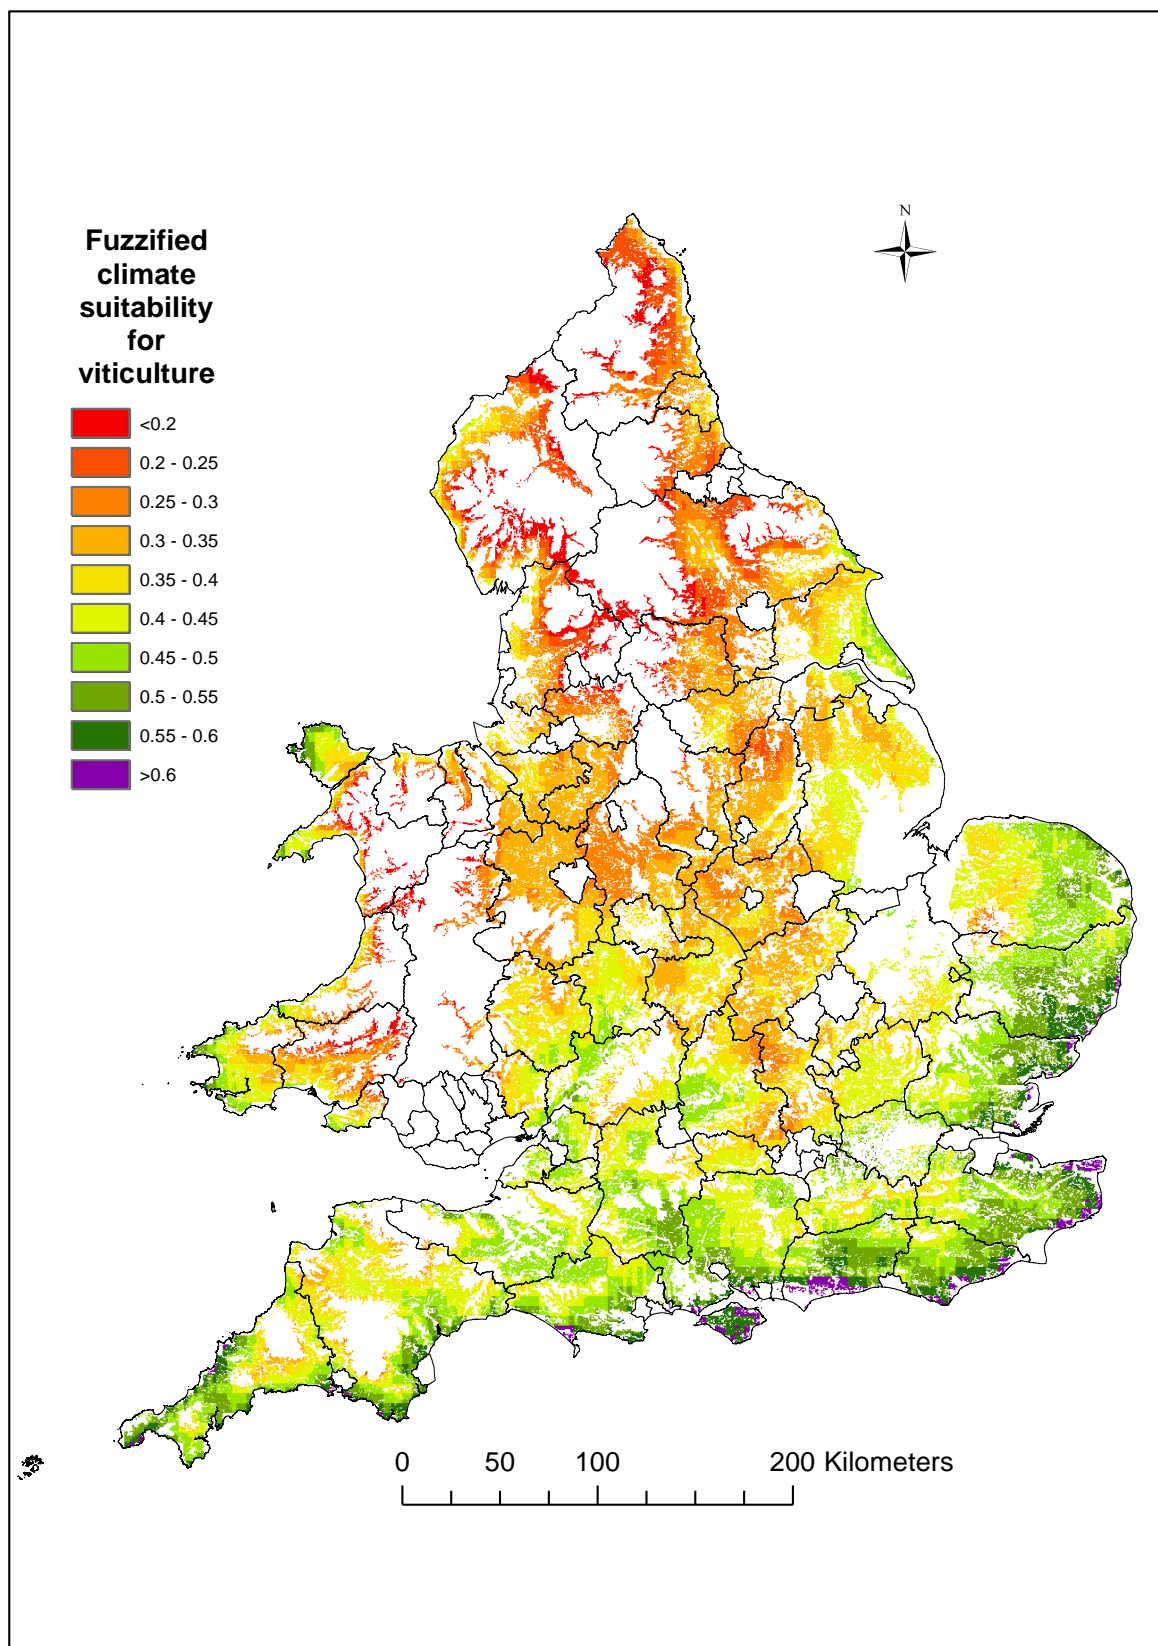 N
Fuzzified
climate
suitability
for
viticulture
<0.2
0.2 - 0.25
0.25 - 0.3
0.3 - 0.35
0.35 - 0.4
0.4 - 0.45
0.45 - 0.5
0.5 - 0.55
0.55 - 0.6
>0.6
0 50 100 200 Kilometers